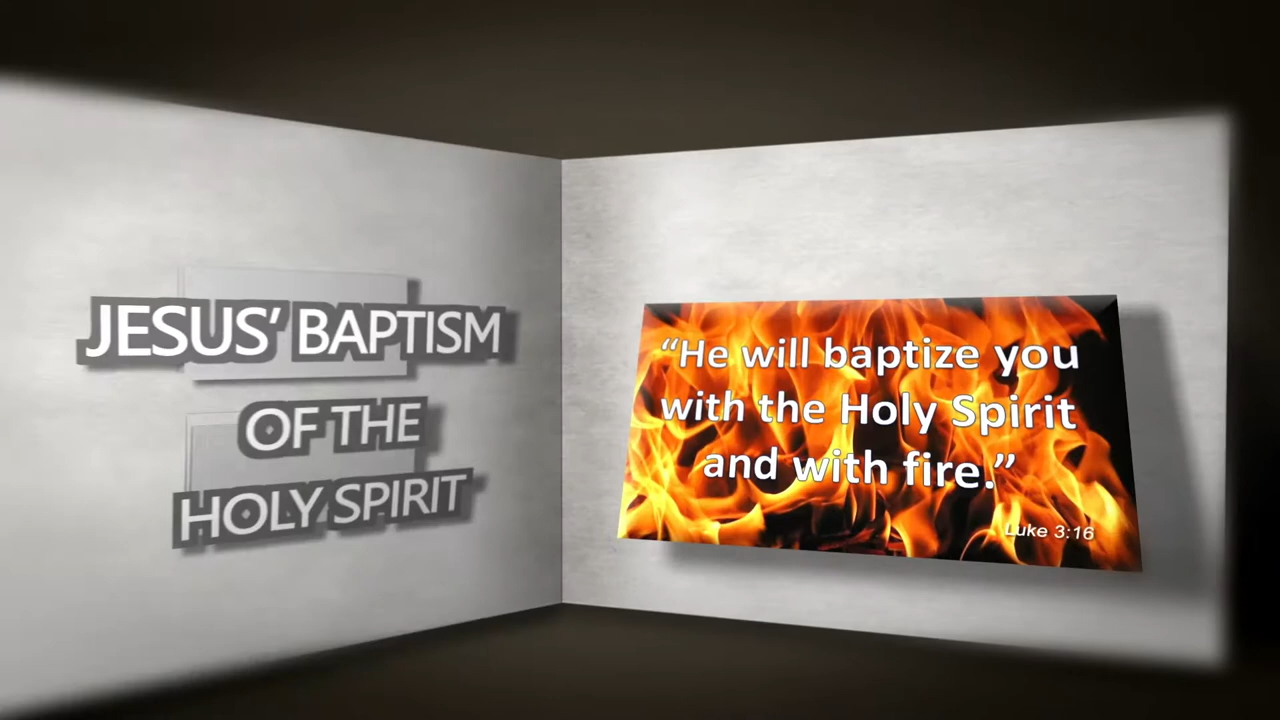 JESUS’ BAPTISM
OF THE
HOLY SPIRIT
“He will baptize you
with the Holy Spirit
and with fire.”
Luke 3:16